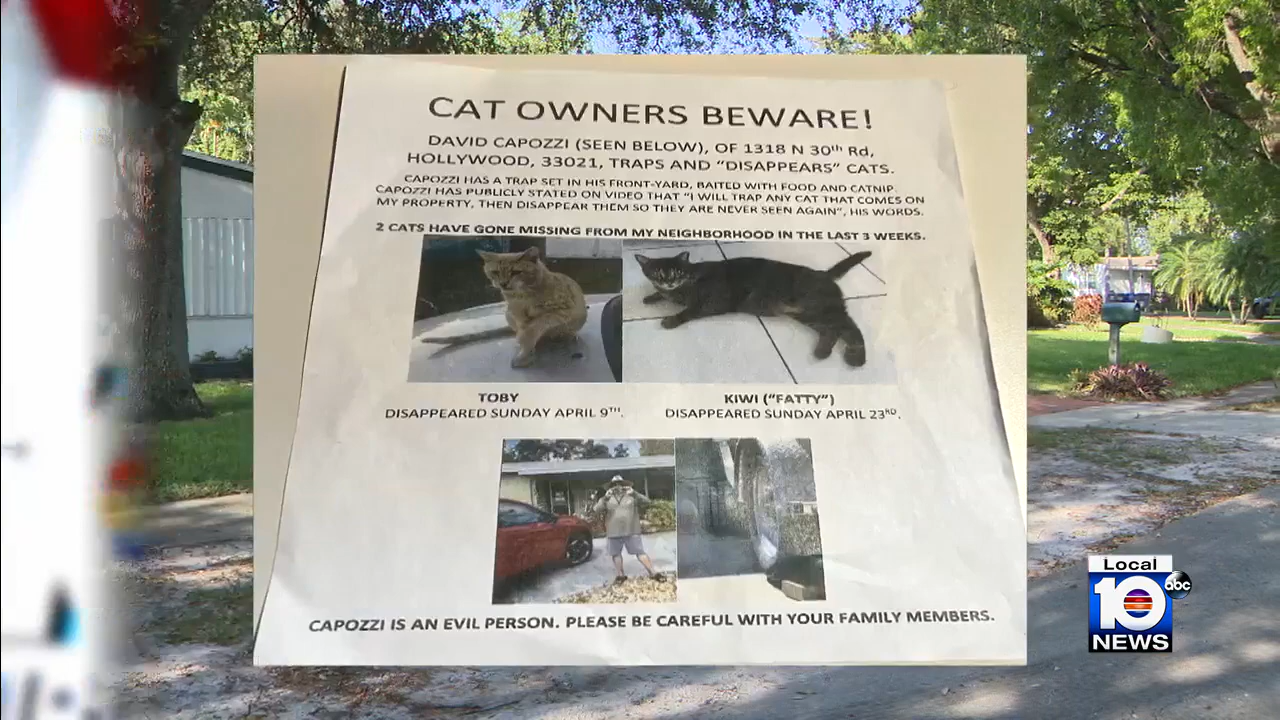 CAT OWNERS BEWARE!
DAVID CAPOZZI (SEEN BELOW), OF 1318 N 30th Rd,
HOLLYWOOD, 33021, TRAPS AND "DISAPPEARS" CATS.
CAPOZZI HAS A TRAP SET IN HIS FRONT-YARD, BAITED WITH FOOD AND CATNIP.
CAPOZZI HAS PUBLICLY STATED ON VIDEO THAT "I WILL TRAP ANY CAT THAT COMES ON
MY PROPERTY, THEN DISAPPEAR THEM SO THEY ARE NEVER SEEN AGAIN", HIS WORDS.
2 CATS HAVE GONE MISSING FROM MY NEIGHBORHOOD IN THE LAST 3 WEEKS.
TOBY
DISAPPEARED SUNDAY APRIL 9TH.
KIWI ("FATTY")
DISAPPEARED SUNDAY APRIL 23RD.
CAPOZZI IS AN EVIL PERSON. PLEASE BE CAREFUL WITH YOUR FAMILY MEMBERS.
Local
10 abc
NEWS